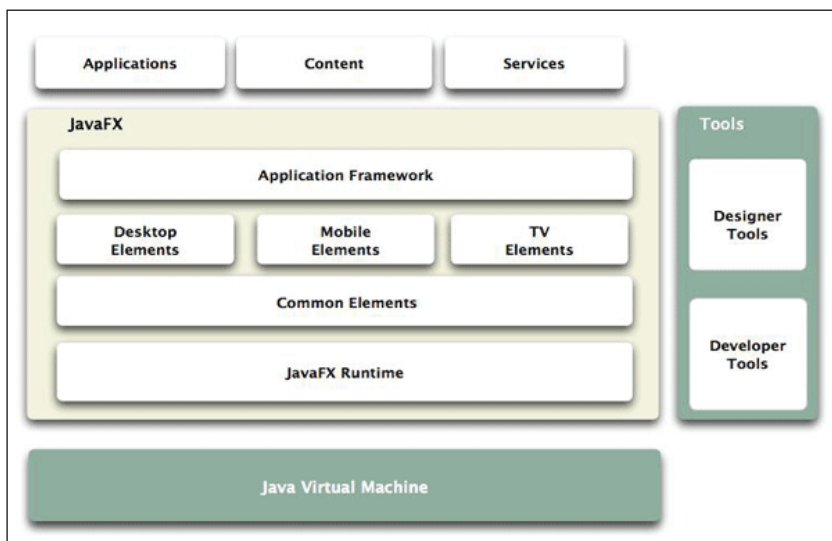 Applications
Content
Services
JavaFX
Application Framework
Desktop
Elements
Mobile
Elements
TV
Elements
Common Elements
JavaFX Runtime
Tools
Designer
Tools
Developer
Tools
Java Virtual Machine